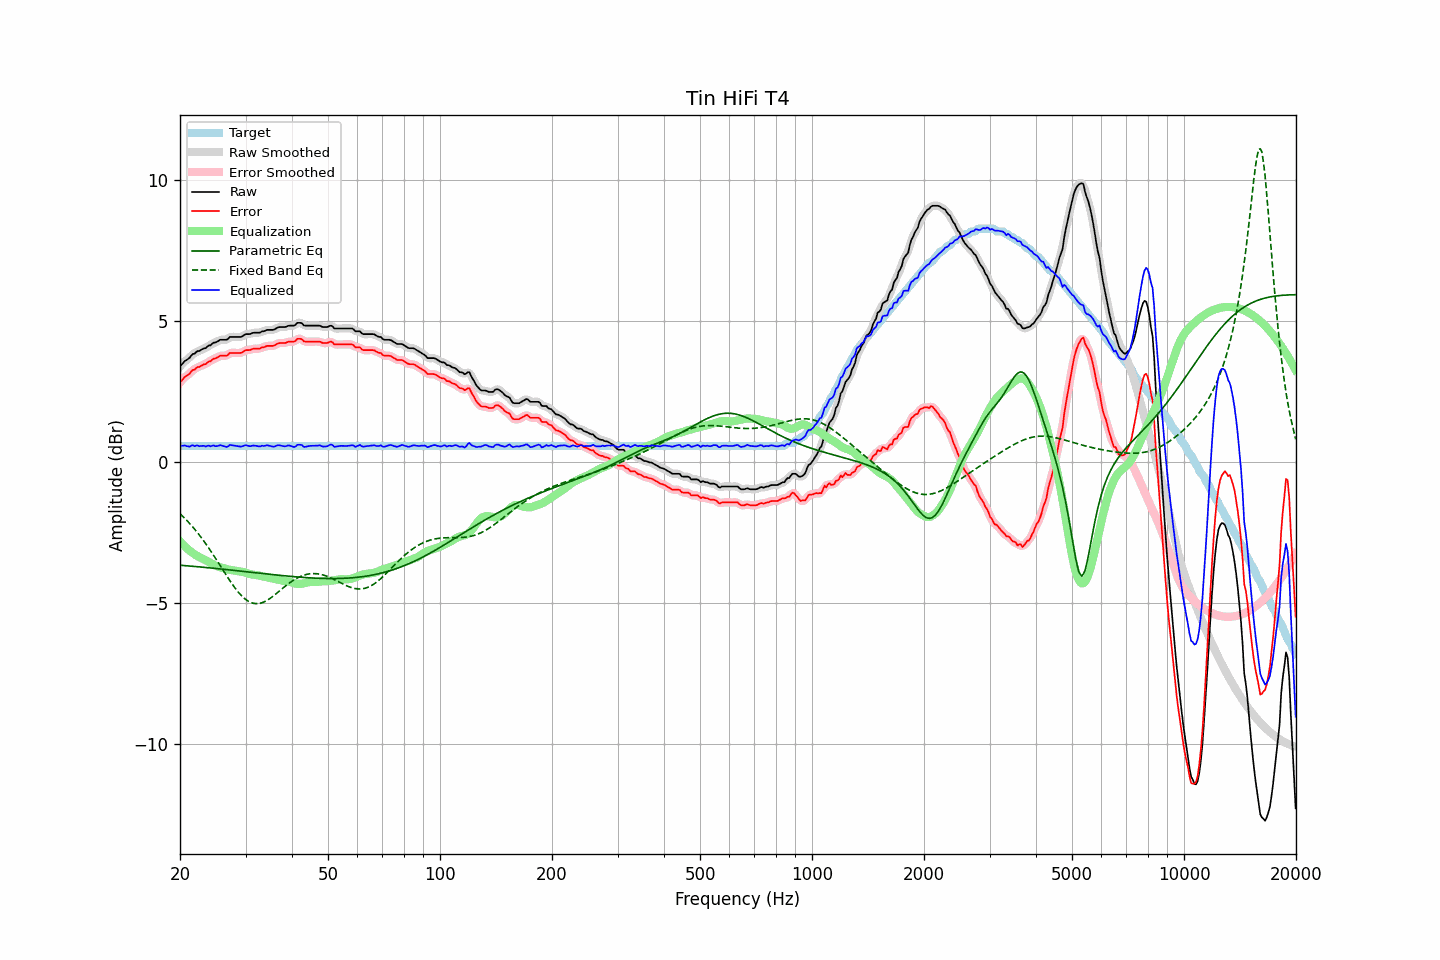 Tin HiFi T4
Target
Raw Smoothed
Error Smoothed
Raw
Error
Equalization
Parametric Eq
Fixed Band Eq
Equalized
Amplitude (dBr)
10
5
0
−5
−10
20
50
100
200
500
1000
2000
5000
10000
20000
Frequency (Hz)